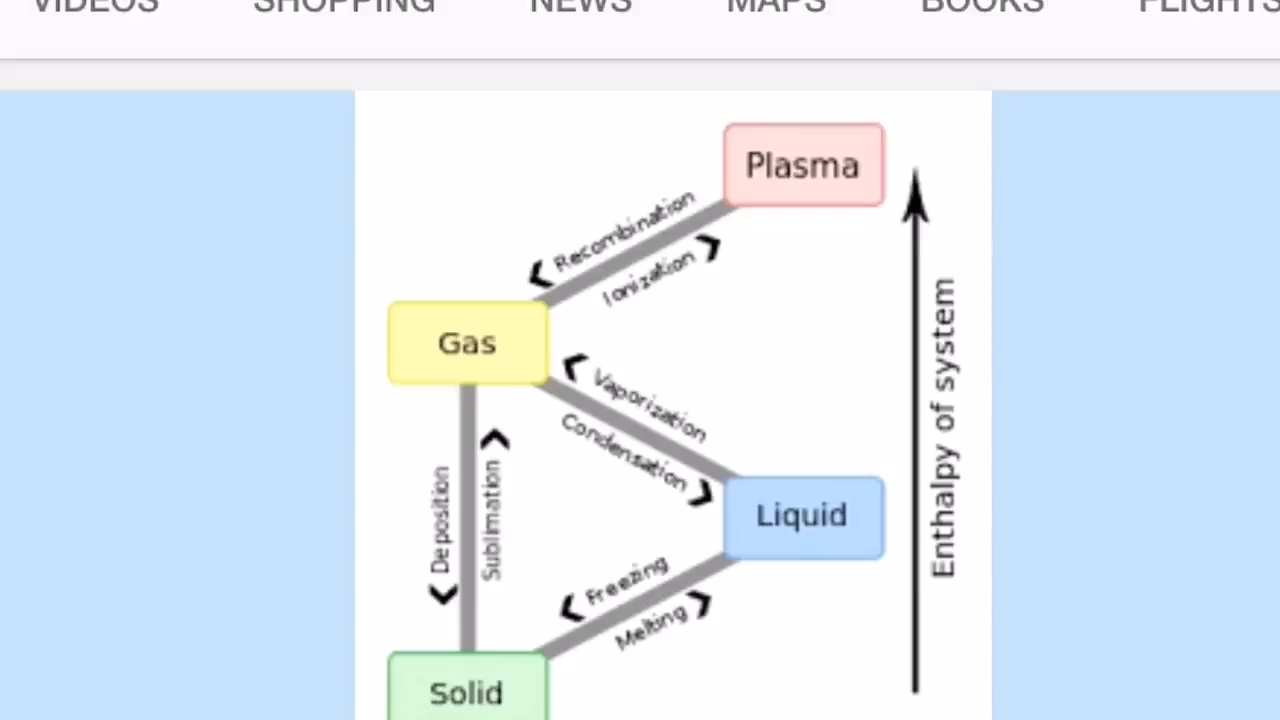 VIDEOS SHOPPING NEWS MAPS BOOKS FLIGHTS
Plasma
Recombination
Ionization
Gas
Vaporization
Condensation
Enthalpy of system
Deposition
Sublimation
Liquid
Freezing
Melting
Solid